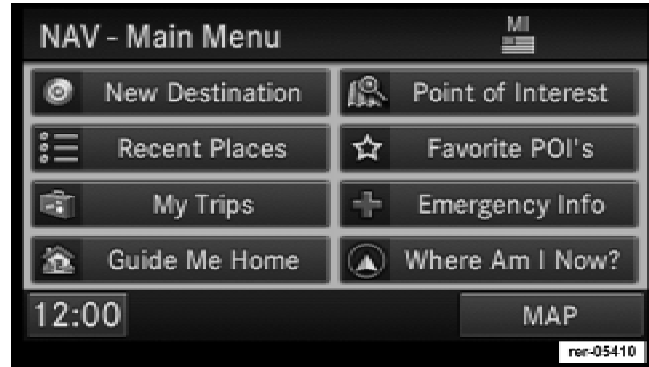 NAV - Main Menu
MI
New Destination
Point of Interest
Recent Places
Favorite POI's
My Trips
Emergency Info
Guide Me Home
Where Am I Now?
12:00
MAP
rer-05410